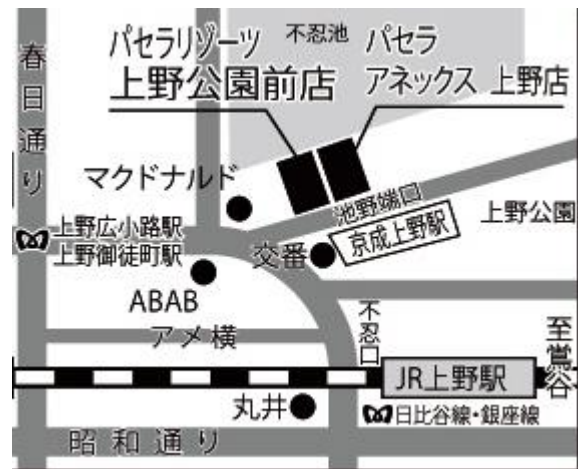 パセラリゾーツ
上野公園前店
不忍池
パセラ
アネックス 上野店
春日通り
マクドナルド
池野端口
上野公園
京成上野駅
上野広小路駅
上野御徒町駅
交番
ABAB
アメ横
不忍口
至鶯谷
JR上野駅
丸井
日比谷線・銀座線
昭和通り